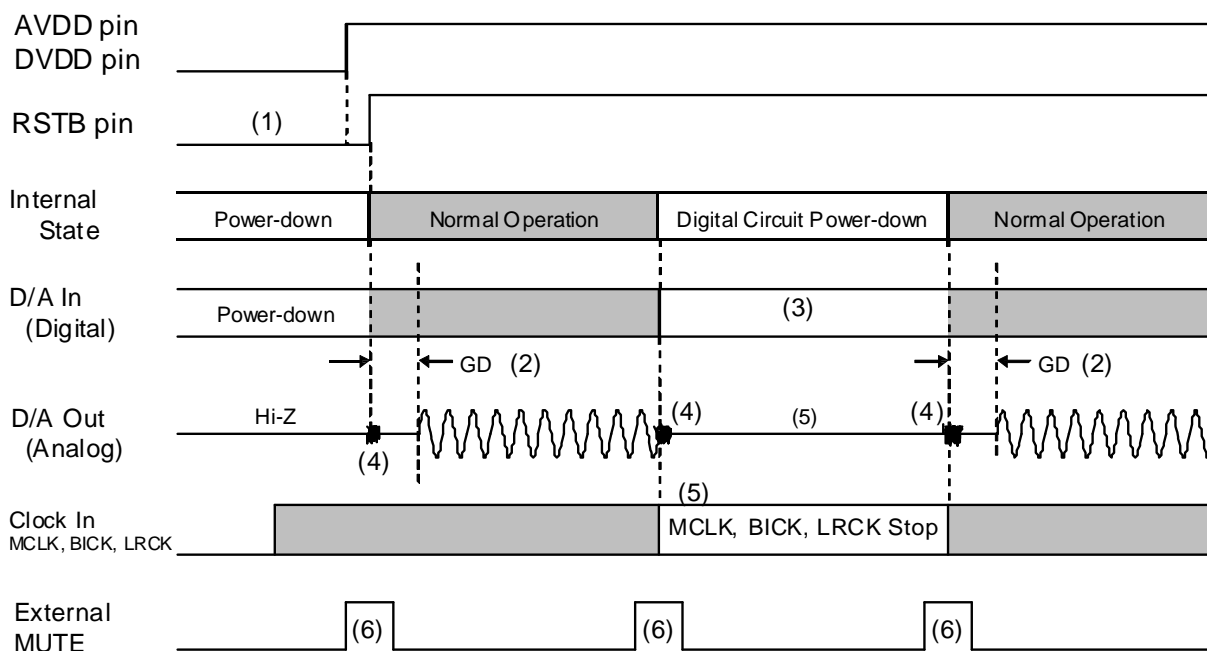 AVDD pin
DVDD pin
RSTB pin
(1)
Internal
State
Power-down
Normal Operation
Digital Circuit Power-down
Normal Operation
D/A In
(Digital)
Power-down
(3)
GD (2)
GD (2)
D/A Out
(Analog)
Hi-Z
(4)
(4)
(5)
(4)
Clock In
MCLK, BICK, LRCK
(5)
MCLK, BICK, LRCK Stop
External
MUTE
(6)
(6)
(6)